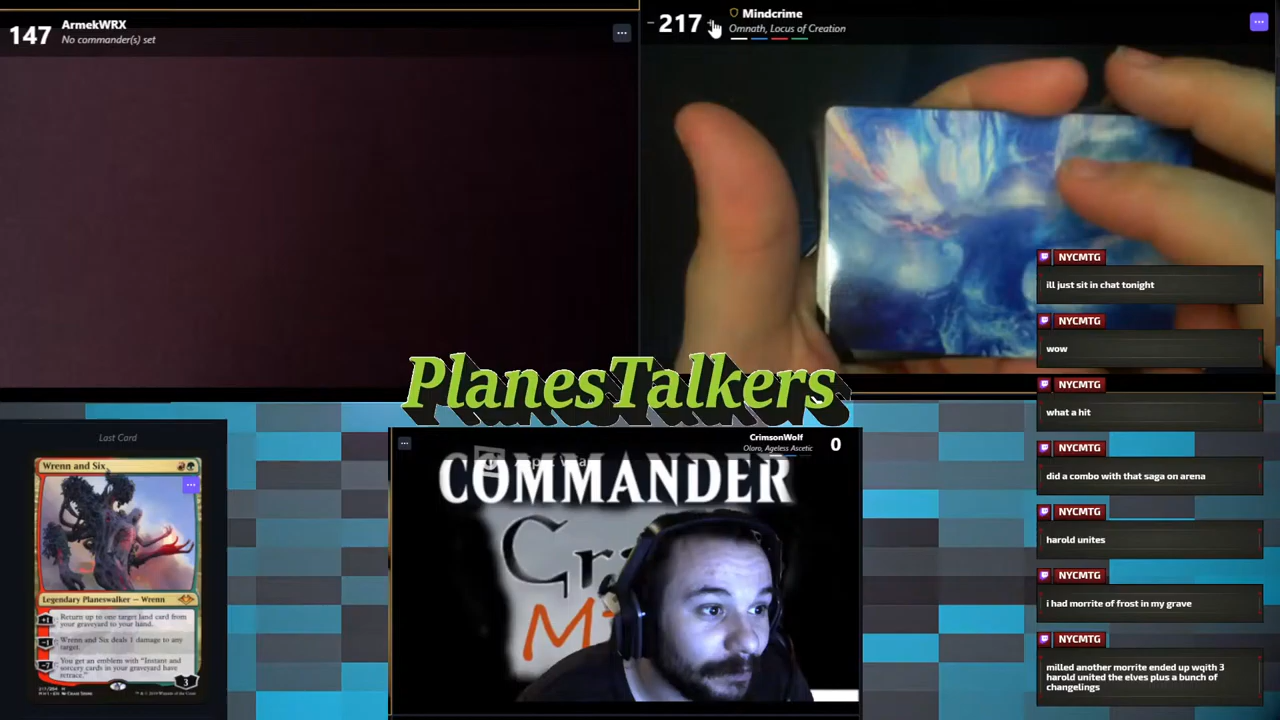 147
ArmekWRX
No commander(s) set
217
Mindcrime
Omnath, Locus of Creation
NYCMTG
ill just sit in chat tonight
NYCMTG
wow
NYCMTG
what a hit
NYCMTG
did a combo with that saga on arena
NYCMTG
harold unites
NYCMTG
i had morrite of frost in my grave
NYCMTG
milled another morrite ended up wqith 3
harold united the elves plus a bunch of
changelings
PlanesTalkers
CrimsonWolf
Oloro, Ageless Ascetic
0
COMMANDER
Last Card
Wrenn and Six
Legendary Planeswalker — Wrenn
+1 Return up to one target land card from
your graveyard to your hand.
−1 Wrenn and Six deals 1 damage to any
target.
−7 You get an emblem with "Instant and
sorcery cards in your graveyard have
retrace."
3